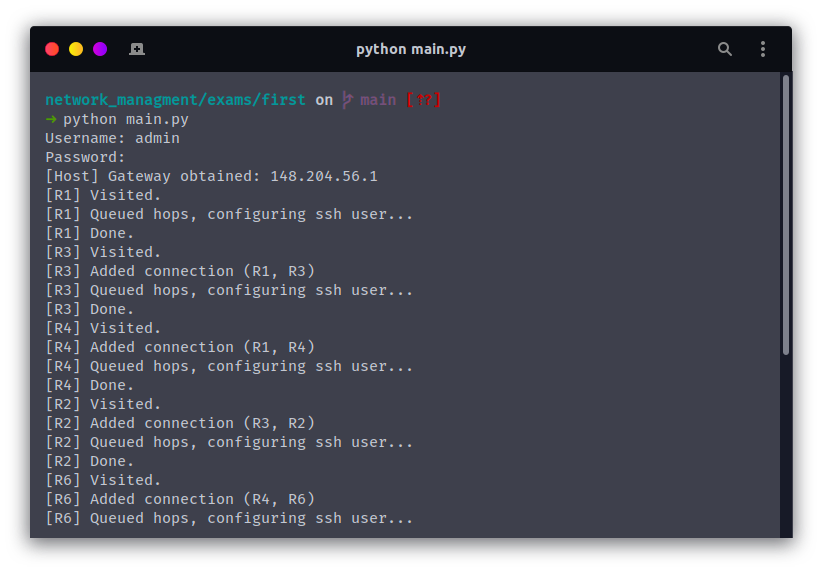 python main.py
network_managment/exams/first on main [⇡?]
➜ python main.py
Username: admin
Password:
[Host] Gateway obtained: 148.204.56.1
[R1] Visited.
[R1] Queued hops, configuring ssh user...
[R1] Done.
[R3] Visited.
[R3] Added connection (R1, R3)
[R3] Queued hops, configuring ssh user...
[R3] Done.
[R4] Visited.
[R4] Added connection (R1, R4)
[R4] Queued hops, configuring ssh user...
[R4] Done.
[R2] Visited.
[R2] Added connection (R3, R2)
[R2] Queued hops, configuring ssh user...
[R2] Done.
[R6] Visited.
[R6] Added connection (R4, R6)
[R6] Queued hops, configuring ssh user...